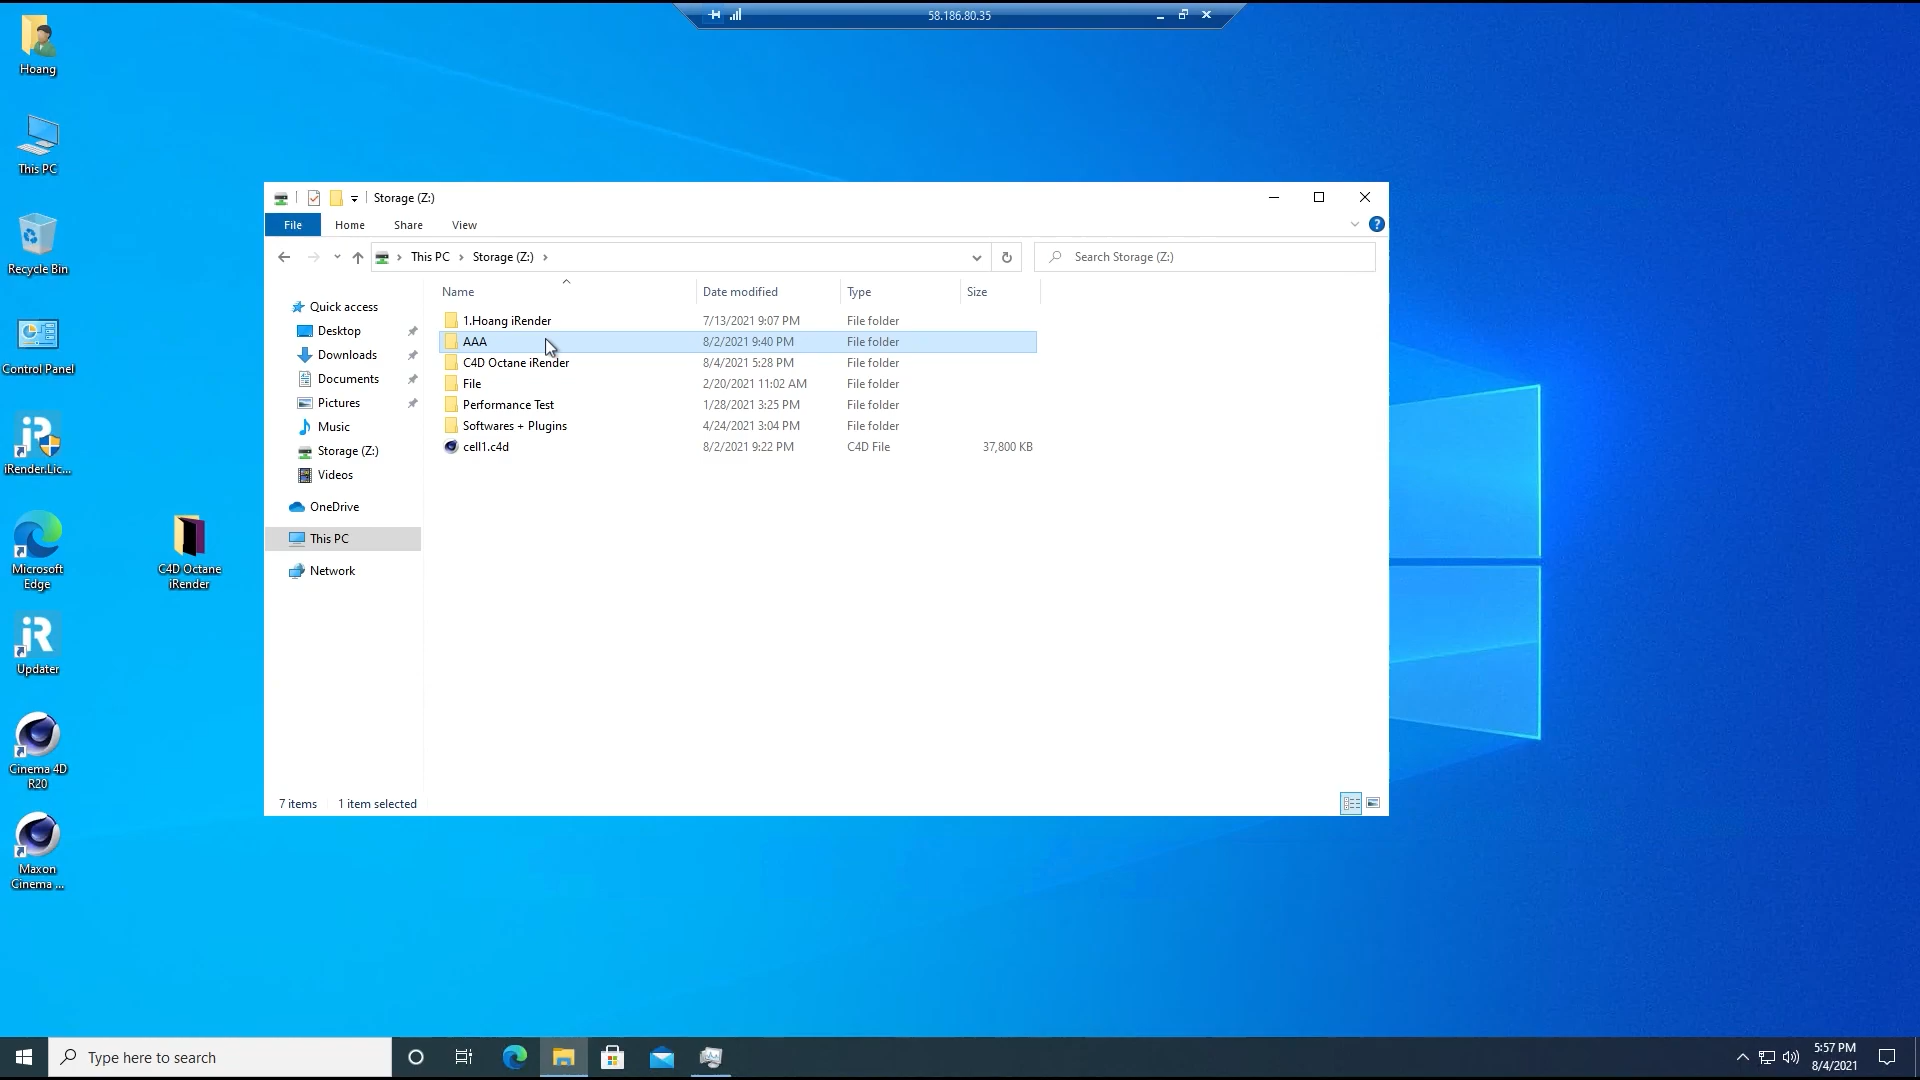 58.186.80.35
Hoang
This PC
Recycle Bin
Control Panel
iRender.Lic...
Microsoft
Edge
C4D Octane
iRender
Updater
Cinema 4D
R20
Maxon
Cinema ...
Storage (Z:)
File Home Share View
This PC Storage (Z:)
Search Storage (Z:)
Quick access
Desktop
Downloads
Documents
Pictures
Music
Storage (Z:)
Videos
OneDrive
This PC
Network
Name Date modified Type Size
1.Hoang iRender 7/13/2021 9:07 PM File folder
AAA 8/2/2021 9:40 PM File folder
C4D Octane iRender 8/4/2021 5:28 PM File folder
File 2/20/2021 11:02 AM File folder
Performance Test 1/28/2021 3:25 PM File folder
Softwares + Plugins 4/24/2021 3:04 PM File folder
cell1.c4d 8/2/2021 9:22 PM C4D File 37,800 KB
7 items 1 item selected
Type here to search
5:57 PM
8/4/2021